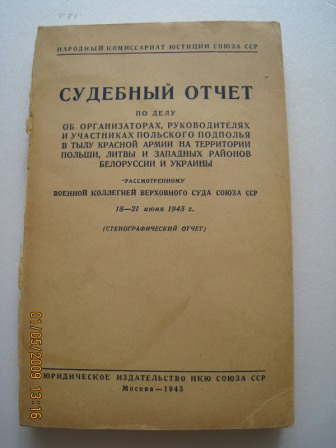 НАРОДНЫЙ КОМИССАРИАТ ЮСТИЦИИ СОЮЗА ССР
СУДЕБНЫЙ ОТЧЕТ
ПО ДЕЛУ
ОБ ОРГАНИЗАТОРАХ, РУКОВОДИТЕЛЯХ
И УЧАСТНИКАХ ПОЛЬСКОГО ПОДПОЛЬЯ
В ТЫЛУ КРАСНОЙ АРМИИ НА ТЕРРИТОРИИ
ПОЛЬШИ, ЛИТВЫ И ЗАПАДНЫХ РАЙОНОВ
БЕЛОРУССИИ И УКРАИНЫ
РАССМОТРЕННОМУ
ВОЕННОЙ КОЛЛЕГИЕЙ ВЕРХОВНОГО СУДА СОЮЗА ССР
18—21 июня 1945 г.
(СТЕНОГРАФИЧЕСКИЙ ОТЧЕТ)
ЮРИДИЧЕСКОЕ ИЗДАТЕЛЬСТВО НКЮ СОЮЗА ССР
Москва—1945
01/05/2009 13:16